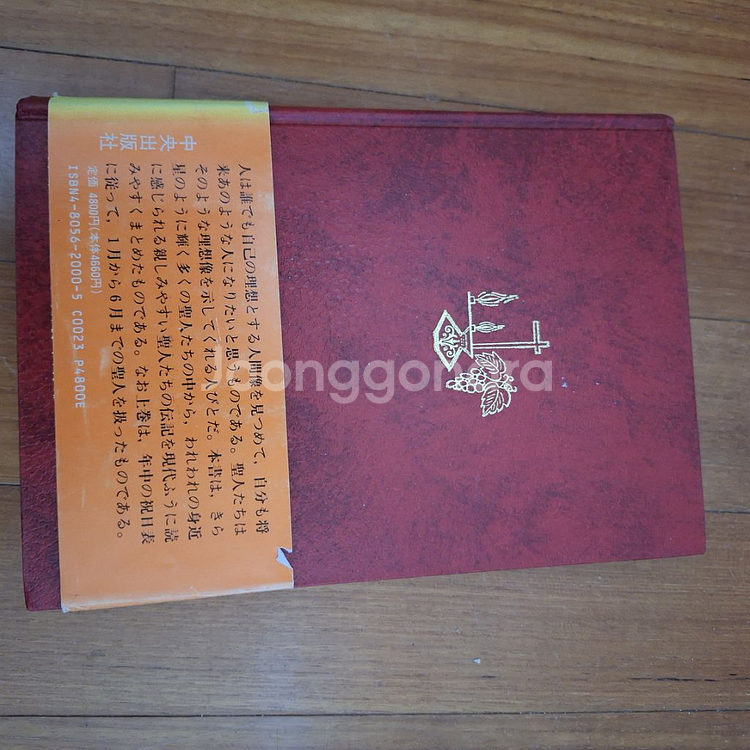 人は誰でも自己の理想とする人間像を見つめて，自分も将
来あのような人になりたいと思うものである。聖人たちは
そのような理想像を示してくれる人びとだ。本書は，きら
星のように輝く多くの聖人たちの中から，われわれの身近
に感じられる親しみやすい聖人たちの伝記を現代ふうに読
みやすくまとめたものである。なお上巻は，年中の祝日表
に従って，1月から6月までの聖人を扱ったものである。
中央出版社
定価 4800円(本体4660円)
ISBN4-8056-2000-5 C0023 P4800E
Joonggonara